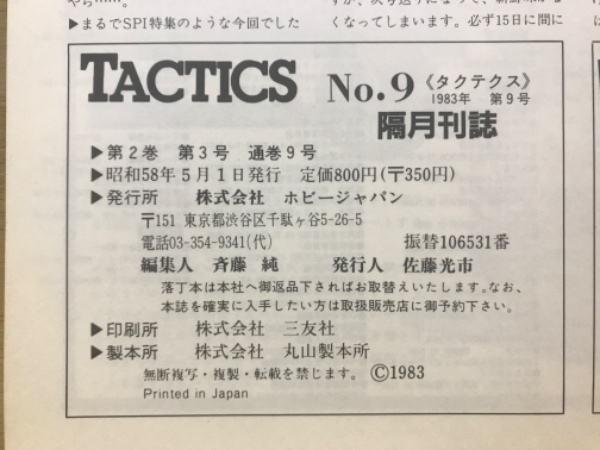 やら……。
▶まるでSPI特集のような今回でした
くなってしまいます。必ず15日に間に
TACTICS No.9 《タクテクス》
1983年 第9号
隔月刊誌
▶第2巻 第3号 通巻9号
▶昭和58年5月1日発行 定価800円(〒350円)
▶発行所 株式会社 ホビージャパン
〒151 東京都渋谷区千駄ヶ谷5-26-5
電話03-354-9341(代) 振替106531番
編集人 斉藤 純 発行人 佐藤光市
落丁本は本社へ御返品下さればお取替えいたします。なお、
本誌を確実に入手したい方は取扱販売店に御予約下さい。
▶印刷所 株式会社 三友社
▶製本所 株式会社 丸山製本所
無断複写・複製・転載を禁じます。 Ⓒ1983
Printed in Japan